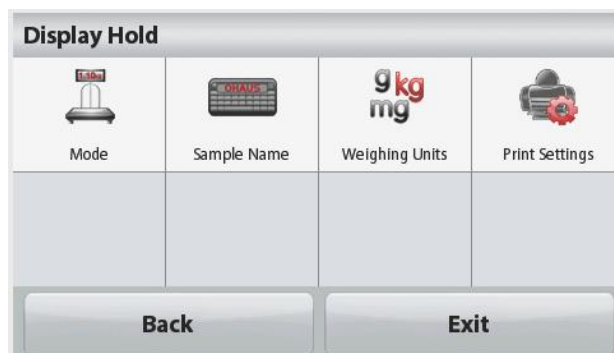 Display Hold
1.10g
OHAUS
g kg
mg
Mode
Sample Name
Weighing Units
Print Settings
Back
Exit